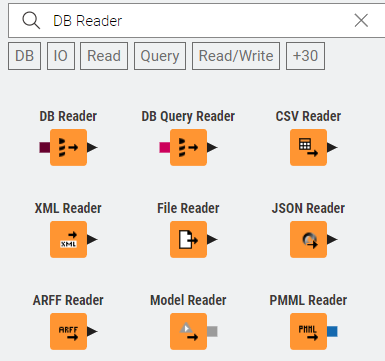 DB Reader
DB IO Read Query Read/Write +30
DB Reader DB Query Reader CSV Reader
XML Reader File Reader JSON Reader
XML
ARFF Reader Model Reader PMML Reader
ARFF PMML